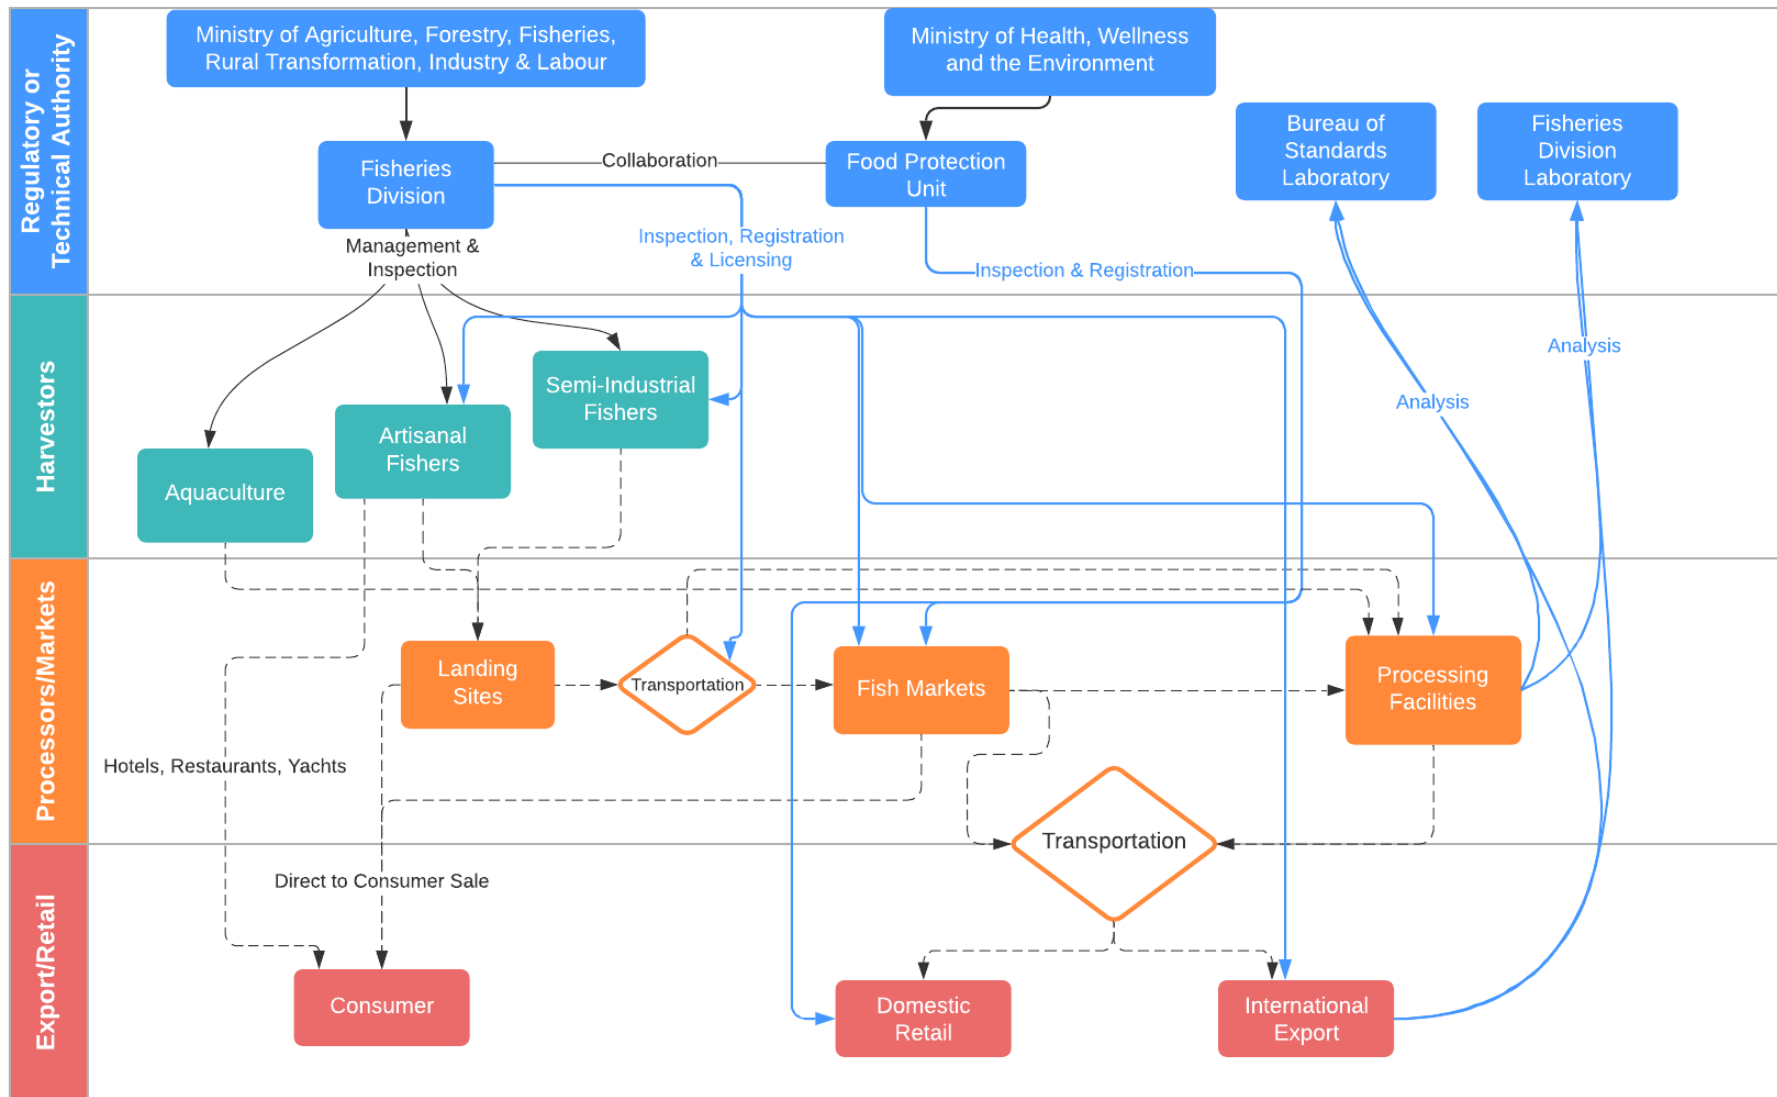 Regulatory or
Technical Authority
Ministry of Agriculture, Forestry, Fisheries,
Rural Transformation, Industry & Labour
Ministry of Health, Wellness
and the Environment
Bureau of
Standards
Laboratory
Fisheries
Division
Laboratory
Fisheries
Division
Collaboration
Food Protection
Unit
Management &
Inspection
Inspection, Registration
& Licensing
Inspection & Registration
Harvestors
Analysis
Analysis
Semi-Industrial
Fishers
Artisanal
Fishers
Aquaculture
Processors/Markets
Landing
Sites
Transportation
Fish Markets
Processing
Facilities
Hotels, Restaurants, Yachts
Transportation
Export/Retail
Direct to Consumer Sale
Consumer
Domestic
Retail
International
Export